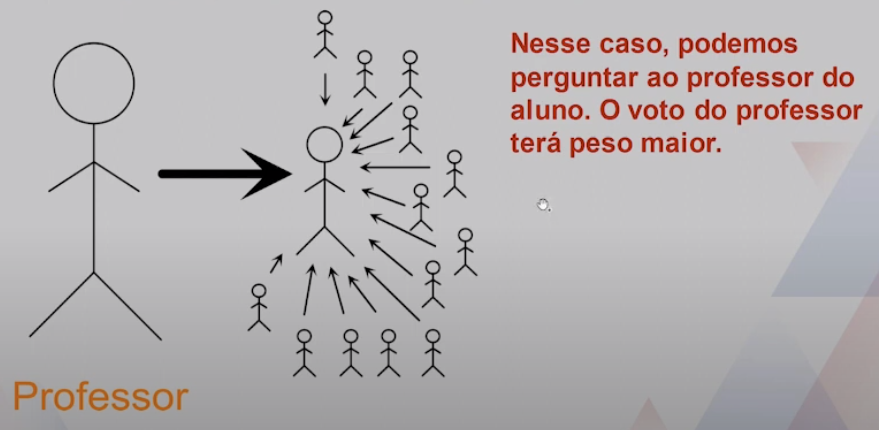 Nesse caso, podemos
perguntar ao professor do
aluno. O voto do professor
terá peso maior.
Professor